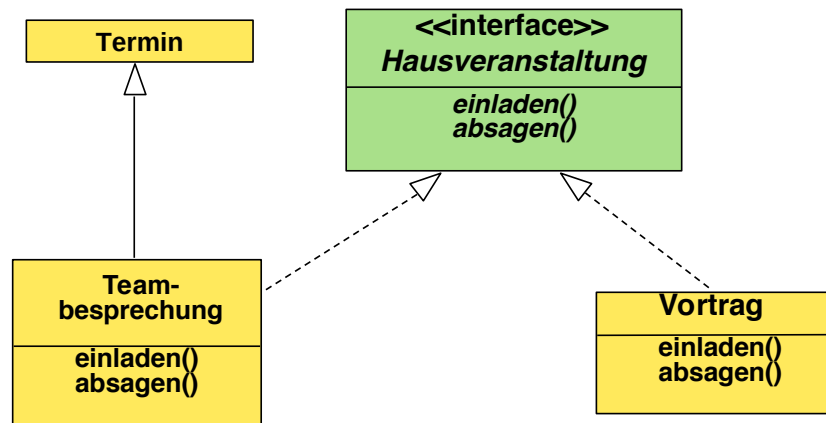 Termin
<<interface>>
Hausveranstaltung
einladen()
absagen()
Team-
besprechung
einladen()
absagen()
Vortrag
einladen()
absagen()